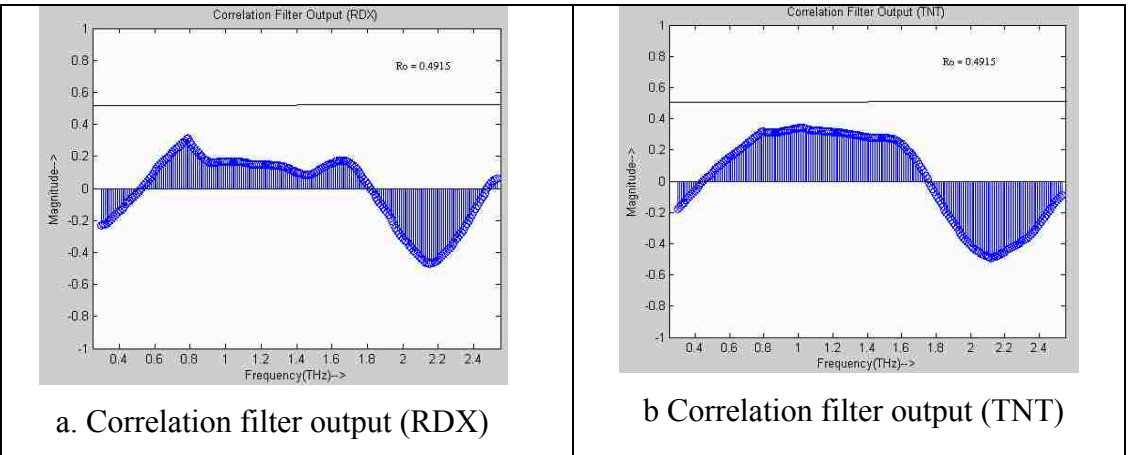 Correlation Filter Output (RDX)
1
0.8
0.6
0.4
0.2
0
-0.2
-0.4
-0.6
-0.8
-1
Magnitude-->
Ro = 0.4915
0.4 0.6 0.8 1 1.2 1.4 1.6 1.8 2 2.2 2.4
Frequency(THz)-->
a. Correlation filter output (RDX)
Correlation Filter Output (TNT)
1
0.8
0.6
0.4
0.2
0
-0.2
-0.4
-0.6
-0.8
-1
Magnitude-->
Ro = 0.4915
0.4 0.6 0.8 1 1.2 1.4 1.6 1.8 2 2.2 2.4
Frequency(THz)-->
b Correlation filter output (TNT)